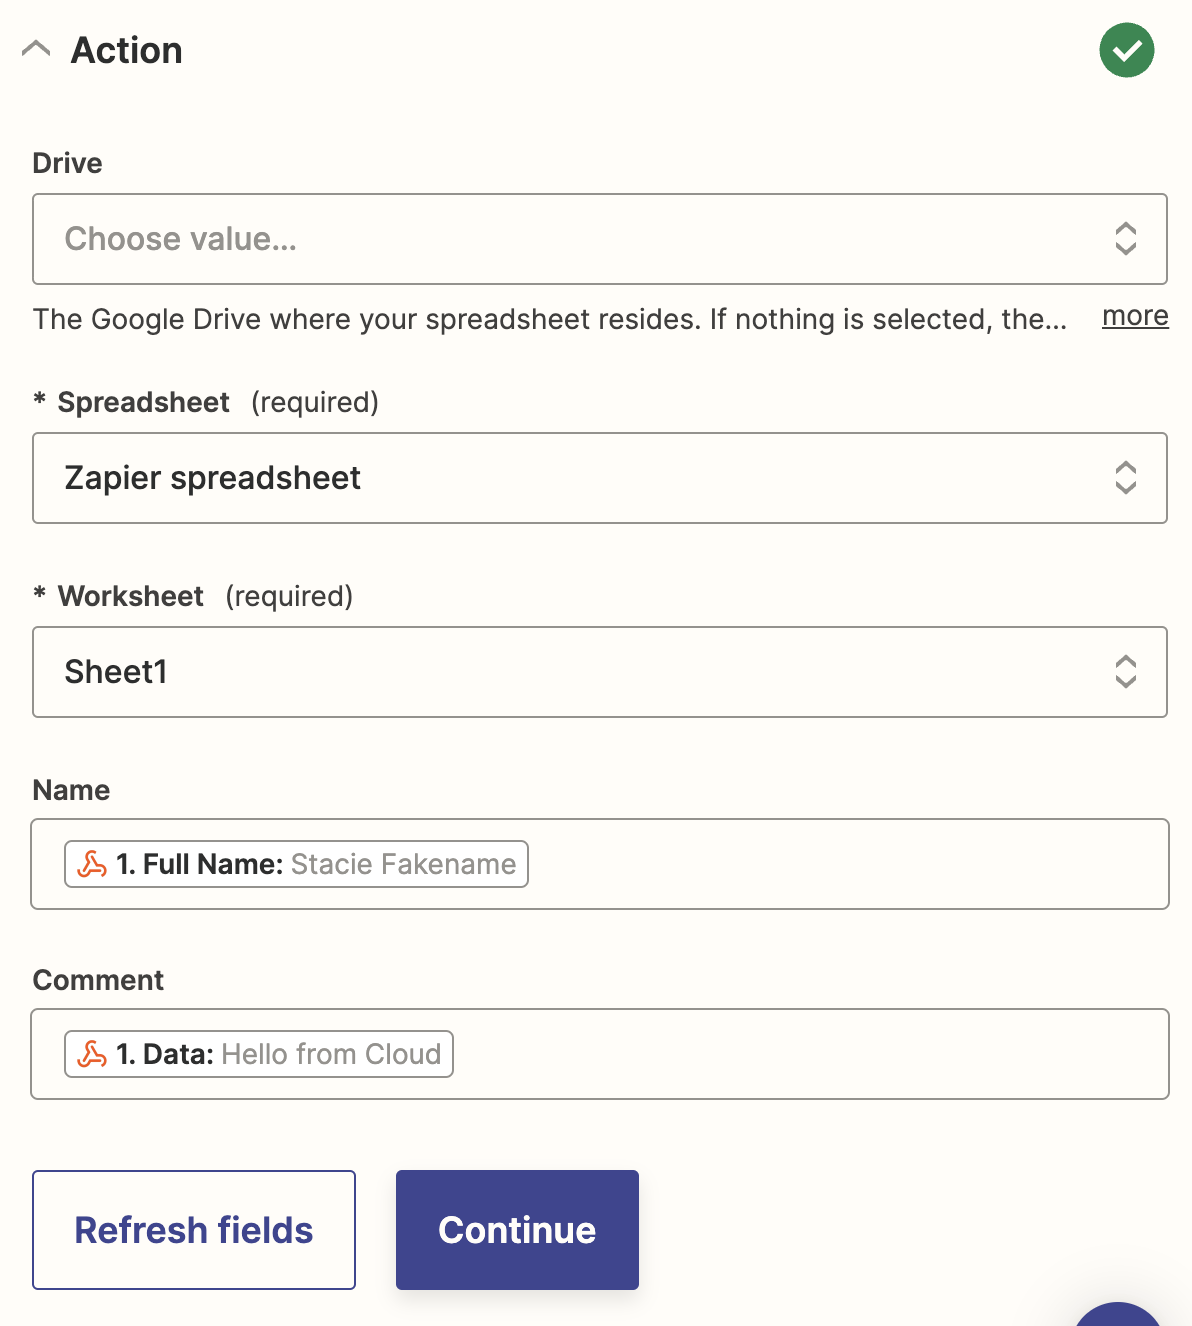 Action
Drive
Choose value...
The Google Drive where your spreadsheet resides. If nothing is selected, the... more
* Spreadsheet (required)
Zapier spreadsheet
* Worksheet (required)
Sheet1
Name
1. Full Name: Stacie Fakename
Comment
1. Data: Hello from Cloud
Refresh fields Continue